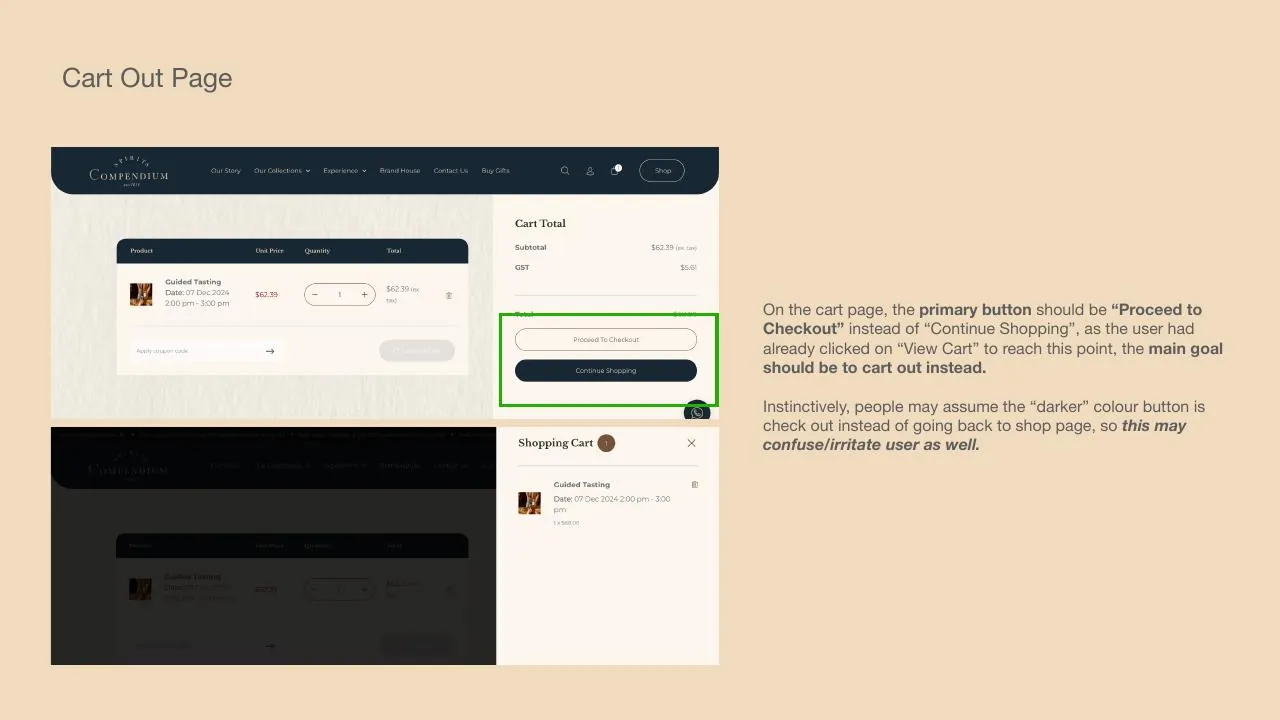 Cart Out Page
SPIRITS
COMPENDIUM
Our Story
Our Collections
Experience
Brand House
Contact Us
Buy Gifts
1
Shop
Product
Unit Price
Quantity
Total
Guided Tasting
Date: 07 Dec 2024
2:00 pm - 3:00 pm
$62.39
− 1 +
$62.39 (ex
tax)
Apply coupon code
Cart Total
Subtotal
$62.39 (ex. tax)
GST
$5.61
Total
Proceed To Checkout
Continue Shopping
On the cart page, the primary button should be “Proceed to
Checkout” instead of “Continue Shopping”, as the user had
already clicked on “View Cart” to reach this point, the main goal
should be to cart out instead.
Instinctively, people may assume the “darker” colour button is
check out instead of going back to shop page, so this may
confuse/irritate user as well.
COMPENDIUM
Guided Tasting
$62.39
Shopping Cart 1
Guided Tasting
Date: 07 Dec 2024 2:00 pm - 3:00
pm
1 x $68.00